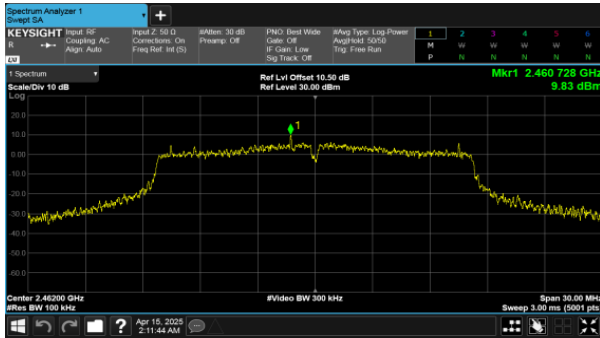 Spectrum Analyzer 1
Swept SA
+
KEYSIGHT Input: RF Input Z: 50 Ω #Atten: 30 dB PNO: Best Wide #Avg Type: Log-Power 1 2 3 4 5 6
R Coupling: AC Corrections: On Preamp: Off Gate: Off Avg|Hold: 50/50 M W W W W W
Align: Auto Freq Ref: Int (S) IF Gain: Low Trig: Free Run
Sig Track: Off P N N N N N
LXI
1 Spectrum Ref Lvl Offset 10.50 dB Mkr1 2.460 728 GHz
Scale/Div 10 dB Ref Level 30.00 dBm 9.83 dBm
Log
20.0
10.0
0.00
-10.0
-20.0
-30.0
-40.0
-50.0
-60.0
1
Center 2.46200 GHz #Video BW 300 kHz Span 30.00 MHz
#Res BW 100 kHz Sweep 3.00 ms (5001 pts)
? Apr 15, 2025
2:11:44 AM